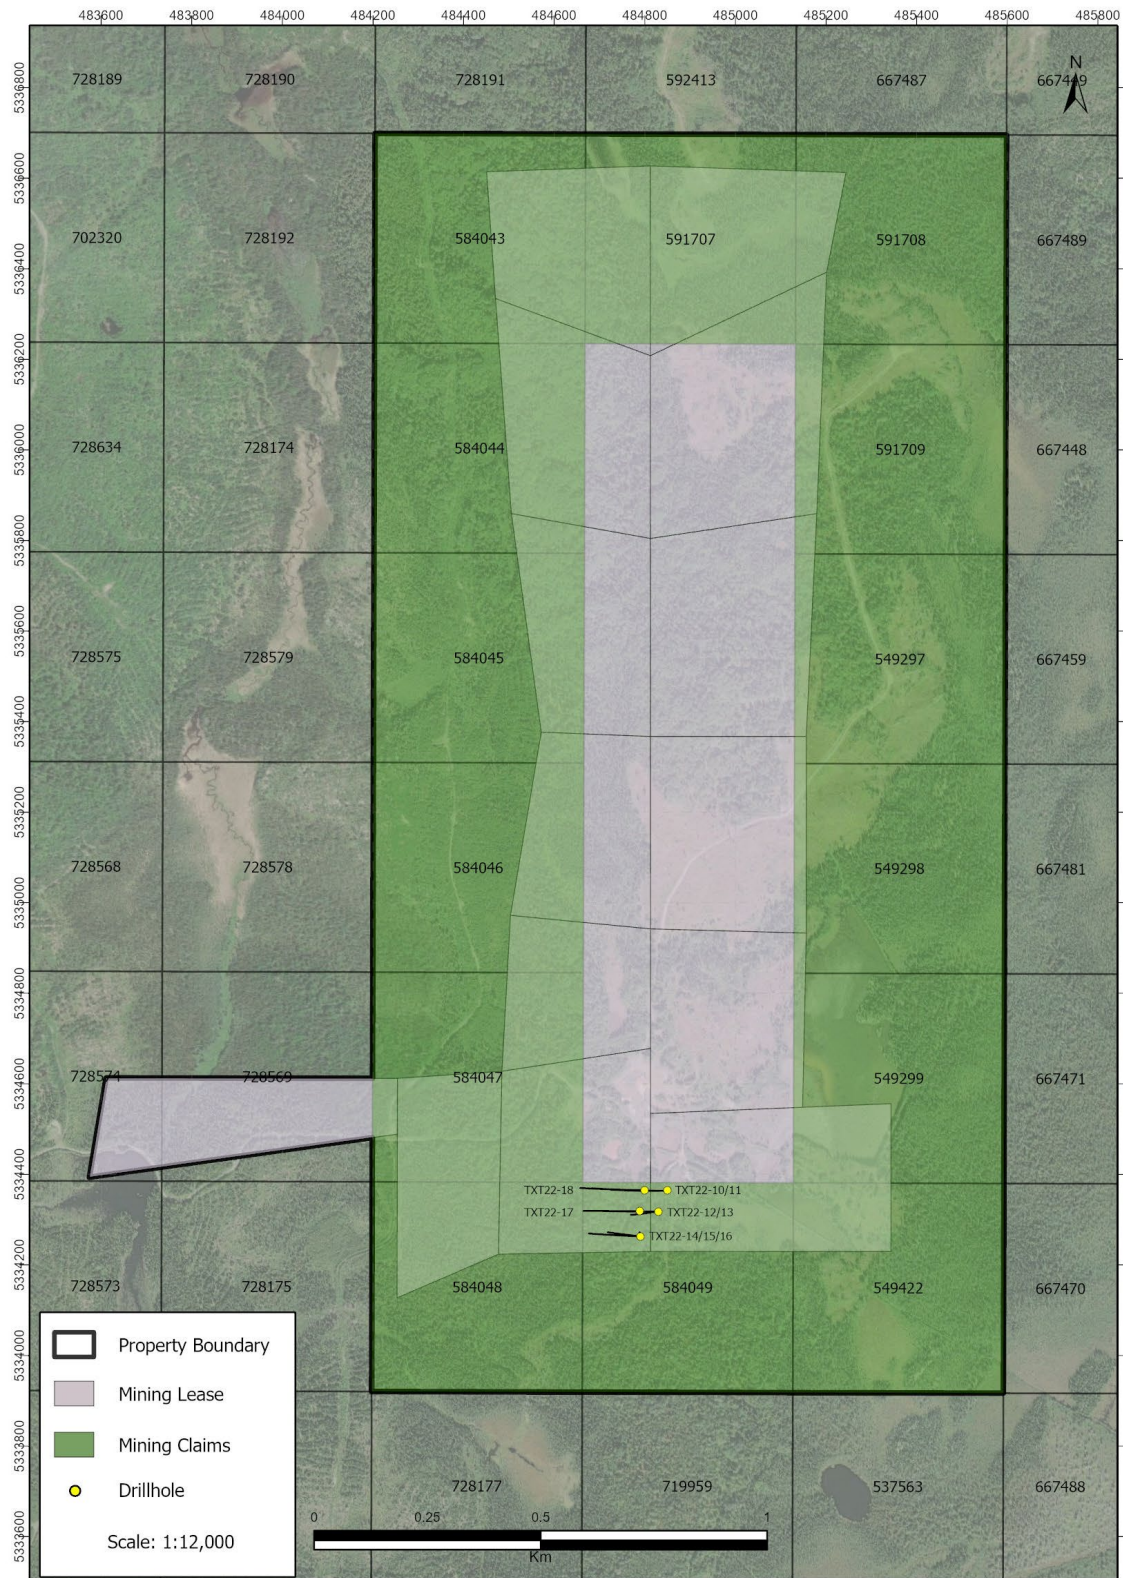 483600 483800 484000 484200 484400 484600 484800 485000 485200 485400 485600 485800
N
5336800
728189 728190 728191 592413 667487 667449
5336600
702320 728192 584043 591707 591708 667489
5336400
5336200
728634 728174 584044 591709 667448
5336000
5335800
728575 728579 584045 549297 667459
5335600
5335400
5335200
728568 728578 584046 549298 667481
5335000
5334800
5334600
728574 728569 584047 549299 667471
5334400
TXT22-18 TXT22-10/11
TXT22-17 TXT22-12/13
TXT22-14/15/16
5334200
728573 728175 584048 584049 549422 667470
5334000
5333800
728177 719959 537563 667488
5333600
Property Boundary
Mining Lease
Mining Claims
Drillhole
Scale: 1:12,000
0 0.25 0.5 1
Km